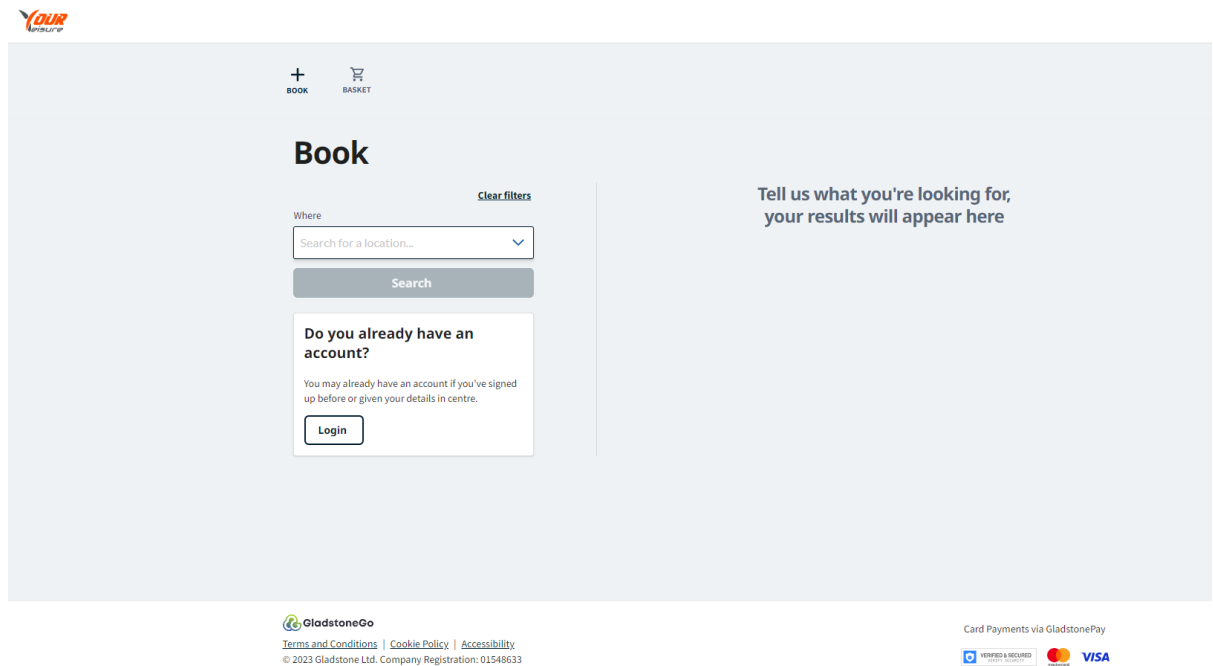 YOUR
Leisure
BOOK
BASKET
Book
Clear filters
Where
Search for a location...
Search
Do you already have an
account?
You may already have an account if you've signed
up before or given your details in centre.
Login
Tell us what you're looking for,
your results will appear here
GladstoneGo
Terms and Conditions | Cookie Policy | Accessibility
© 2023 Gladstone Ltd. Company Registration: 01548633
Card Payments via GladstonePay
VERIFIED & SECURED
VERIFY SECURITY
mastercard
VISA